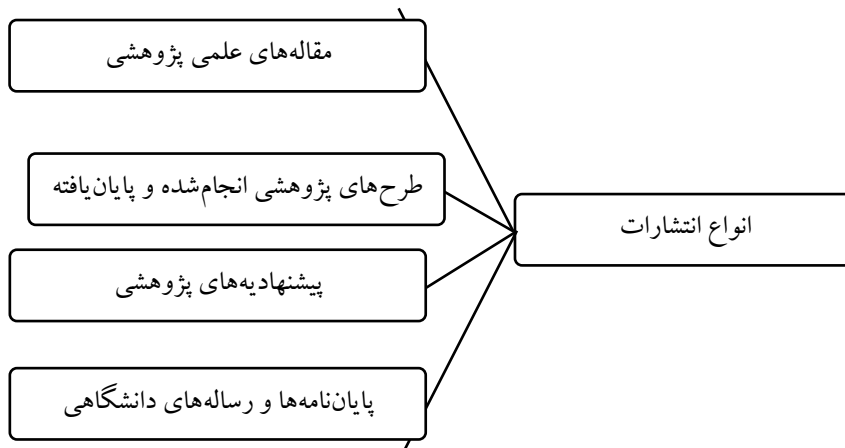 انواع انتشارات
مقاله‌های علمی پژوهشی
طرح‌های پژوهشی انجام‌شده و پایان‌یافته
پیشنهادیه‌های پژوهشی
پایان‌نامه‌ها و رساله‌های دانشگاهی